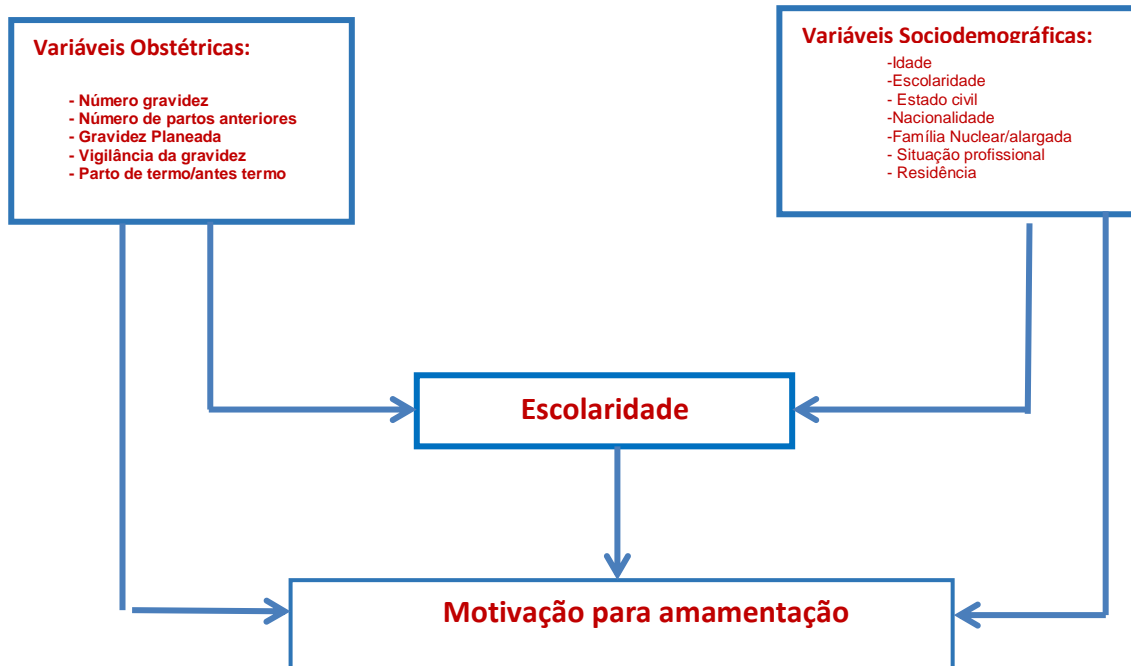 Variáveis Obstétricas:
- Número gravidez
- Número de partos anteriores
- Gravidez Planeada
- Vigilância da gravidez
- Parto de termo/antes termo
Variáveis Sociodemográficas:
-Idade
-Escolaridade
- Estado civil
-Nacionalidade
-Família Nuclear/alargada
- Situação profissional
- Residência
Escolaridade
Motivação para amamentação